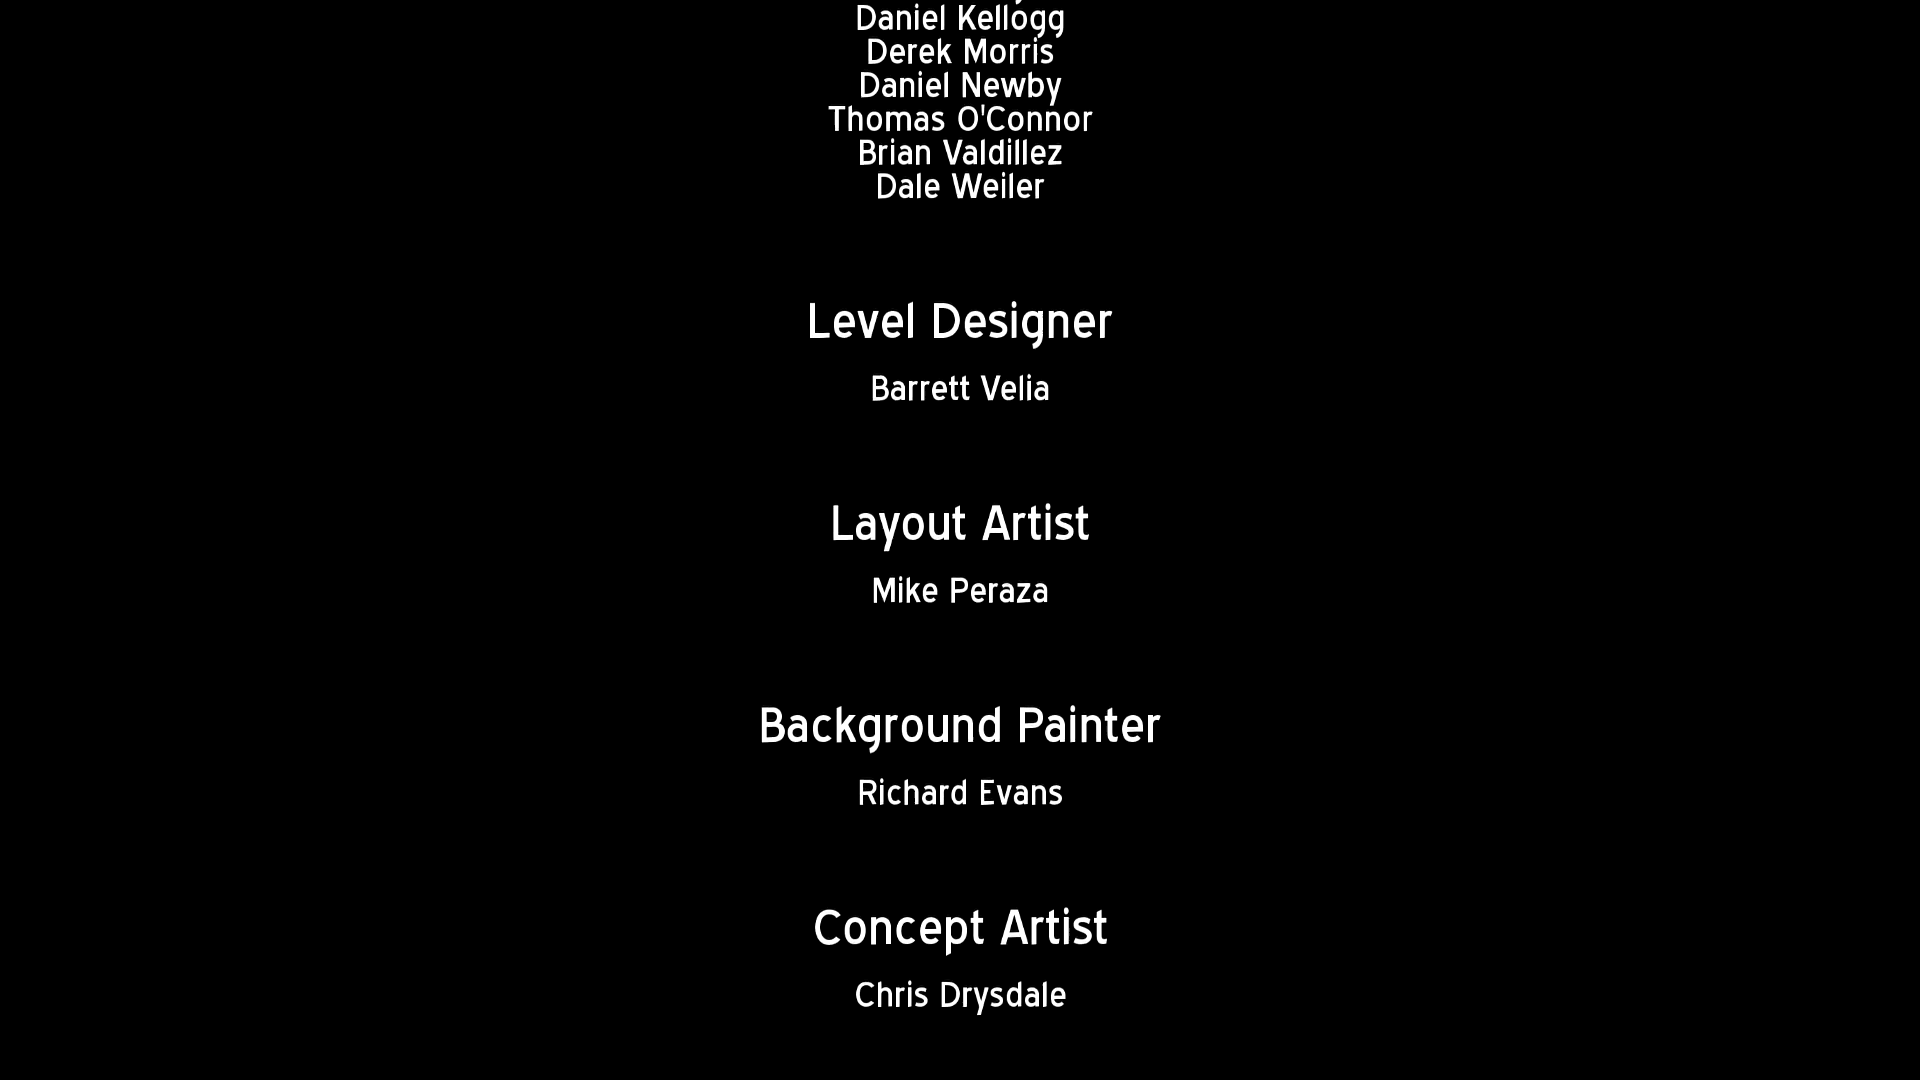 Daniel Kellogg
Derek Morris
Daniel Newby
Thomas O'Connor
Brian Valdillez
Dale Weiler
Level Designer
Barrett Velia
Layout Artist
Mike Peraza
Background Painter
Richard Evans
Concept Artist
Chris Drysdale